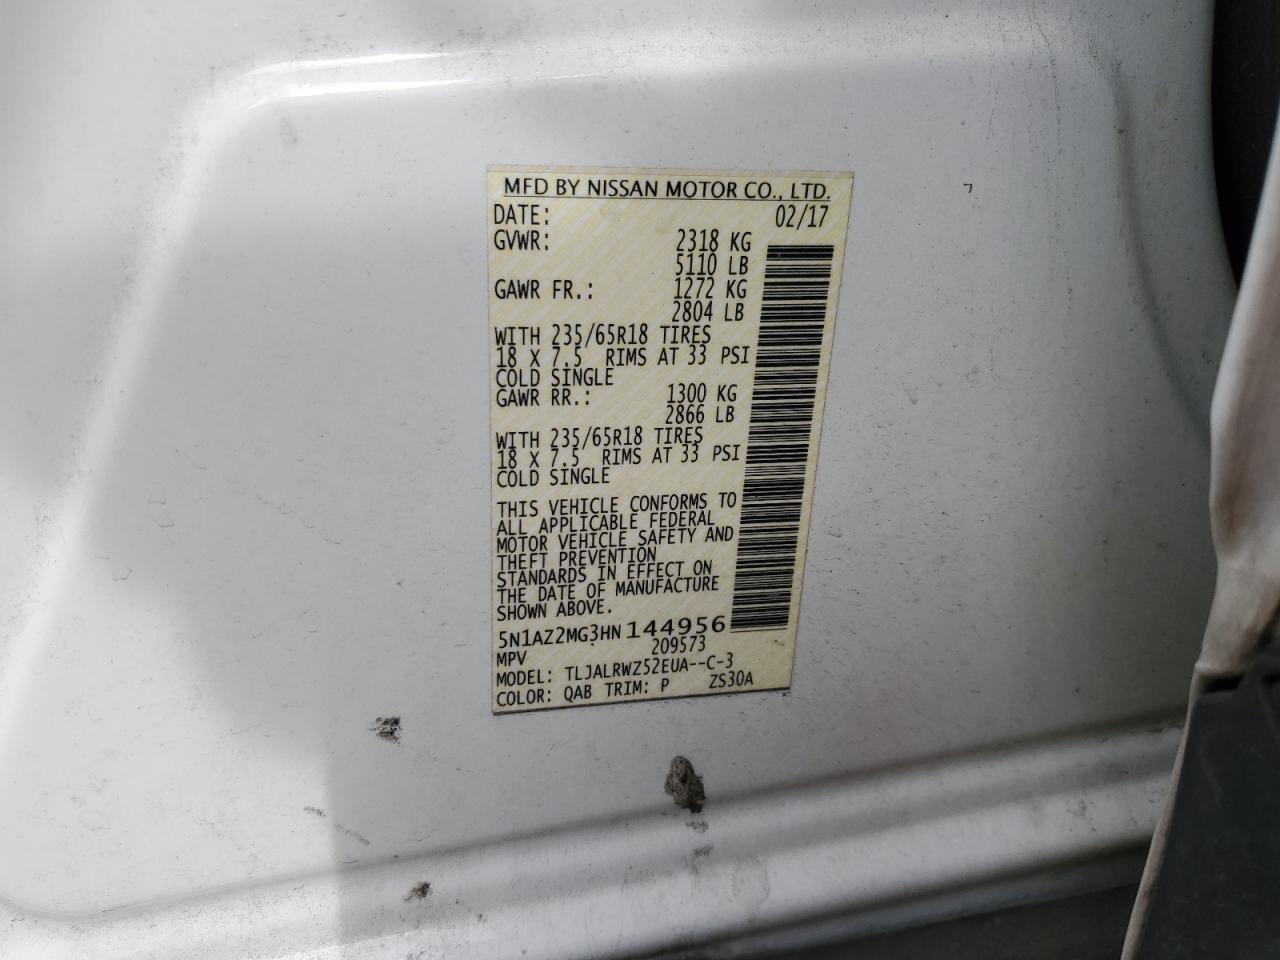 MFD BY NISSAN MOTOR CO., LTD.
DATE: 02/17
GVWR: 2318 KG
5110 LB
GAWR FR.: 1272 KG
2804 LB
WITH 235/65R18 TIRES
18 X 7.5 RIMS AT 33 PSI
COLD SINGLE
GAWR RR.: 1300 KG
2866 LB
WITH 235/65R18 TIRES
18 X 7.5 RIMS AT 33 PSI
COLD SINGLE
THIS VEHICLE CONFORMS TO
ALL APPLICABLE FEDERAL
MOTOR VEHICLE SAFETY AND
THEFT PREVENTION
STANDARDS IN EFFECT ON
THE DATE OF MANUFACTURE
SHOWN ABOVE.
5N1AZ2MG3HN144956
MPV 209573
MODEL: TLJALRWZ52EUA--C-3
COLOR: QAB TRIM: P ZS30A